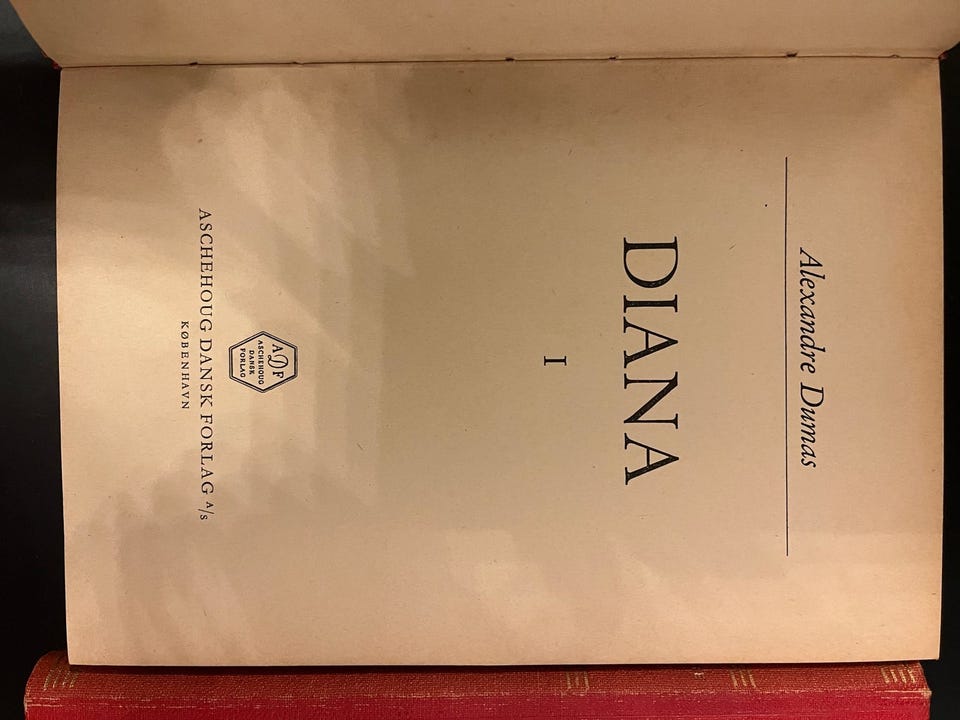 Alexandre Dumas
DIANA
I
ADF
ASCHEHOUG
DANSK
FORLAG
ASCHEHOUG DANSK FORLAG A/S
KØBENHAVN